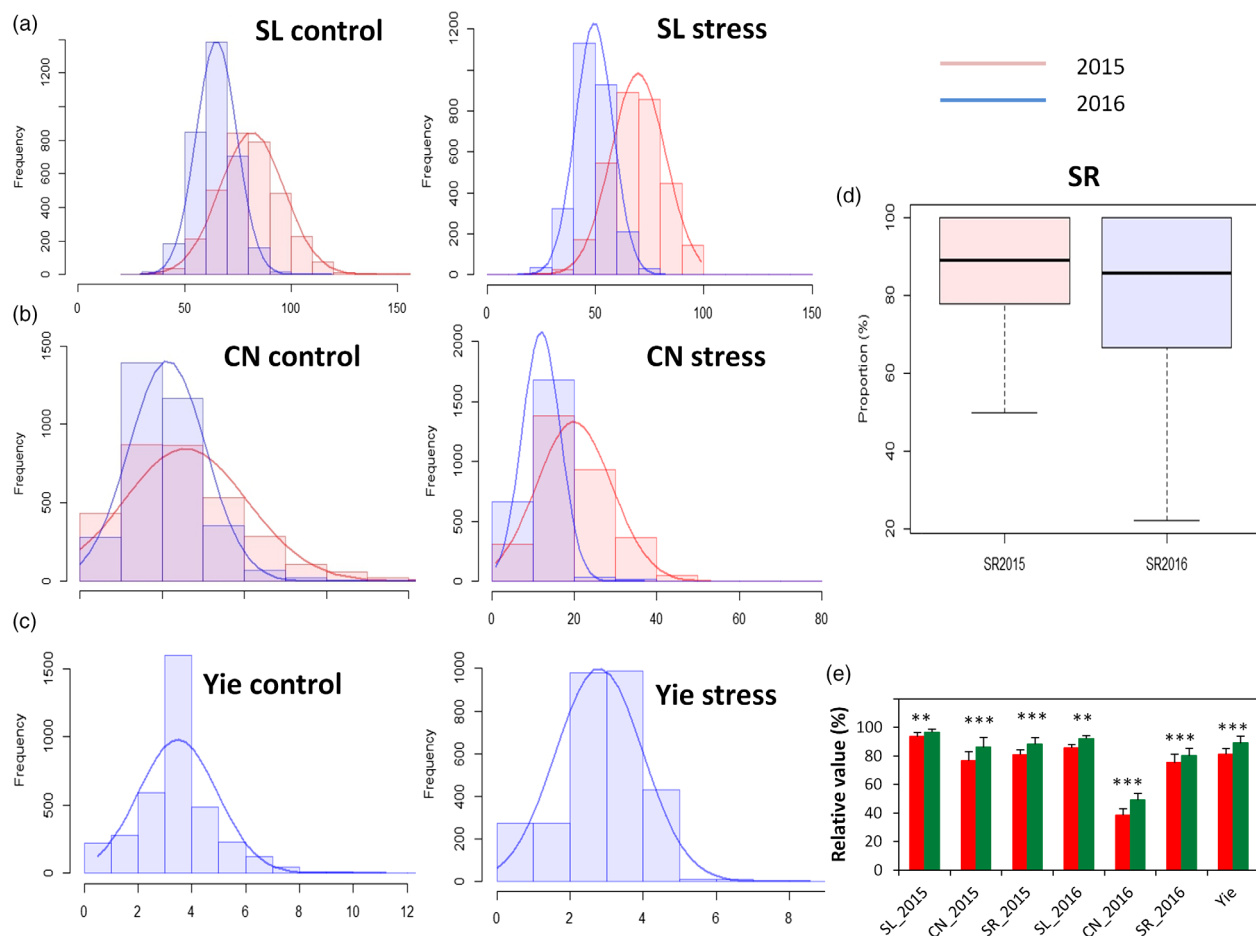 (a)
SL control
Frequency
0 200 400 600 800 1200
0 50 100 150
SL stress
Frequency
0 200 400 600 800 1200
0 50 100 150
2015
2016
(b)
CN control
Frequency
0 500 1000 1500
CN stress
Frequency
0 500 1000 1500 2000
0 20 40 60 80
(c)
Yie control
Frequency
0 500 1000 1500
0 2 4 6 8 10 12
Yie stress
Frequency
0 200 400 600 800 1000
0 2 4 6 8
(d)
SR
Proportion (%)
20 40 60 80 100
SR2015 SR2016
(e)
Relative value (%)
100
80
60
40
20
0
** *** *** ** *** *** ***
SL_2015 CN_2015 SR_2015 SL_2016 CN_2016 SR_2016 Yie